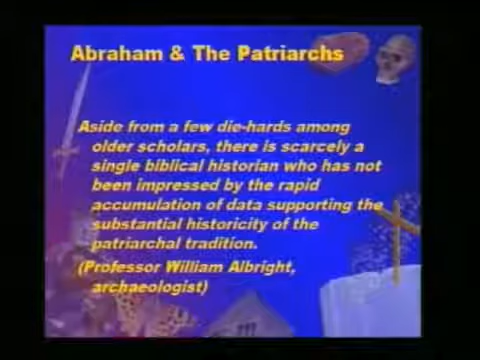 Abraham & The Patriarchs
Aside from a few die-hards among
older scholars, there is scarcely a
single biblical historian who has not
been impressed by the rapid
accumulation of data supporting the
substantial historicity of the
patriarchal tradition.
(Professor William Albright,
archaeologist)